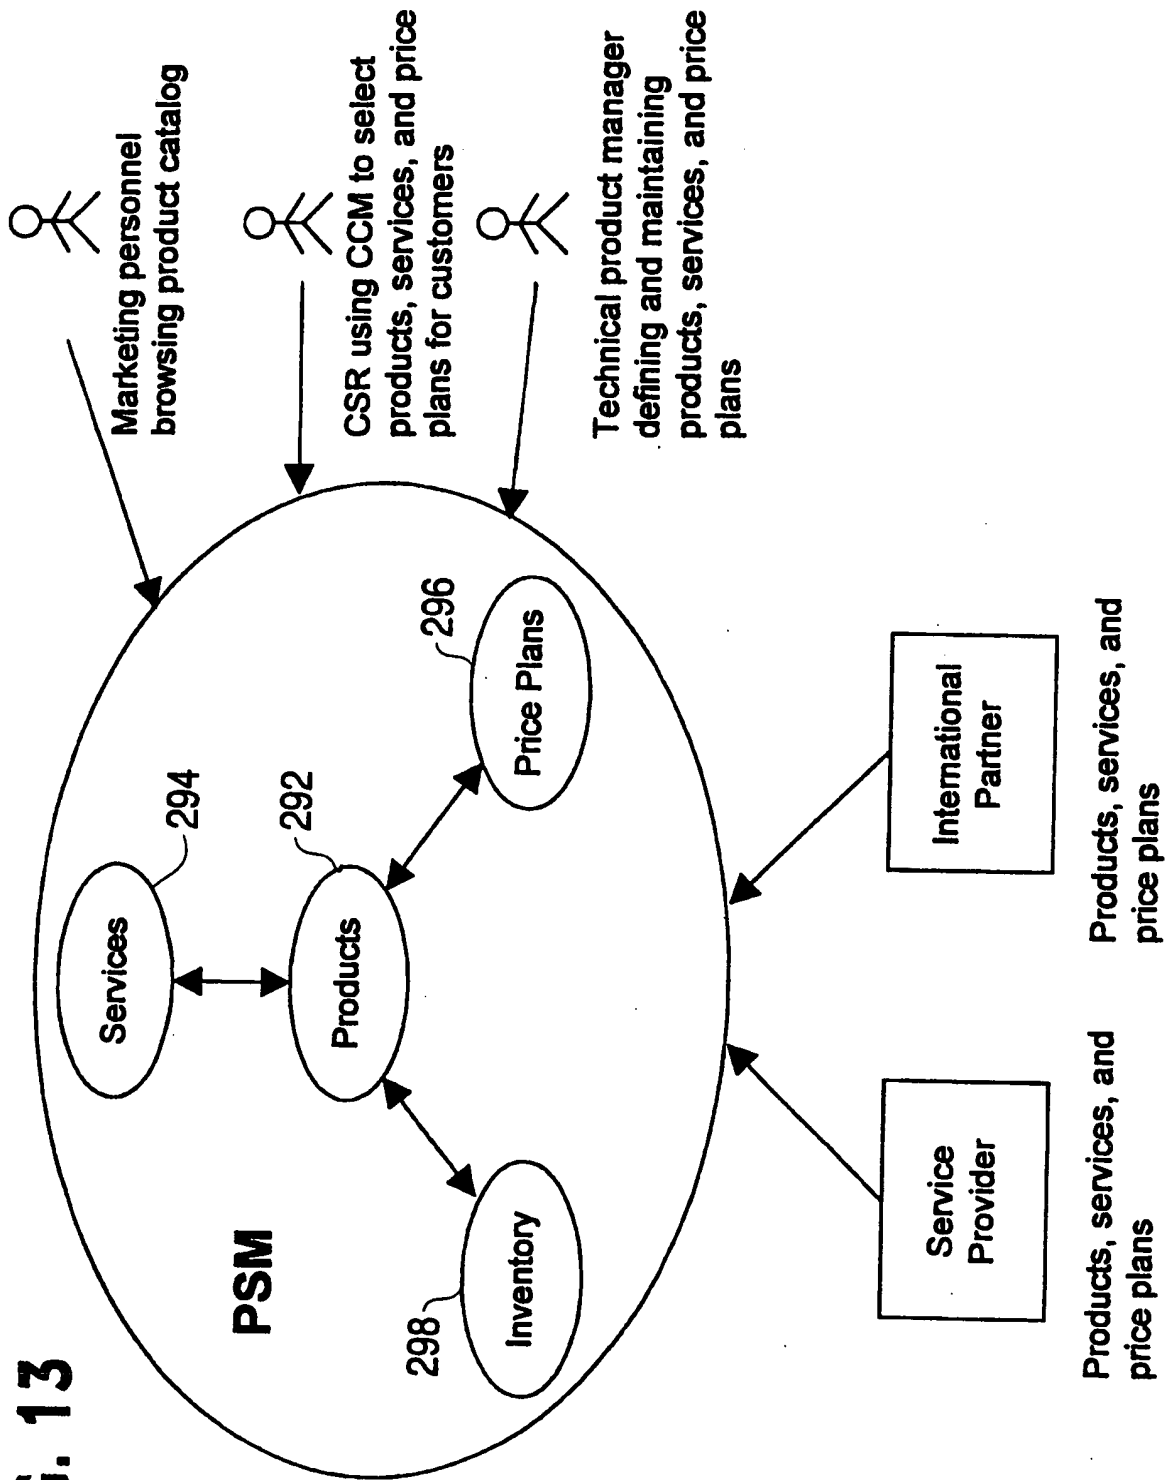 G. 13
PSM
Services
294
Products
292
Price Plans
296
Inventory
298
Marketing personnel
browsing product catalog
CSR using CCM to select
products, services, and price
plans for customers
Technical product manager
defining and maintaining
products, services, and price
plans
Service
Provider
Products, services, and
price plans
International
Partner
Products, services, and
price plans